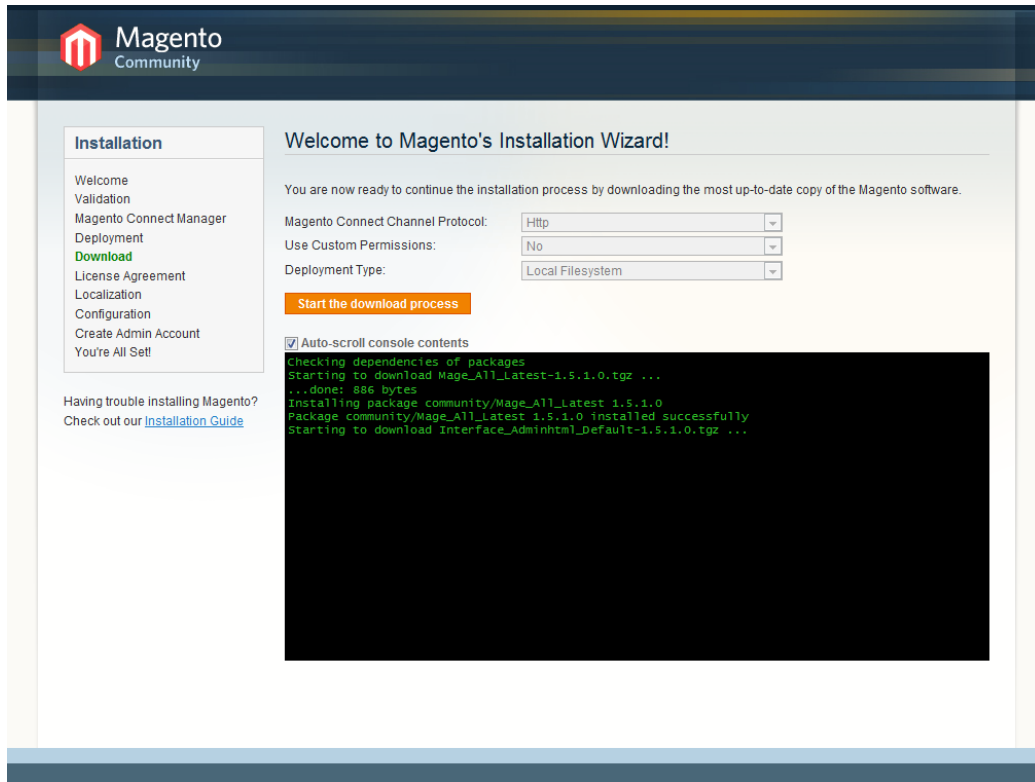 Magento
Community
Installation
Welcome
Validation
Magento Connect Manager
Deployment
Download
License Agreement
Localization
Configuration
Create Admin Account
You're All Set!
Having trouble installing Magento?
Check out our Installation Guide
Welcome to Magento's Installation Wizard!
You are now ready to continue the installation process by downloading the most up-to-date copy of the Magento software.
Magento Connect Channel Protocol: Http
Use Custom Permissions: No
Deployment Type: Local Filesystem
Start the download process
Auto-scroll console contents
Checking dependencies of packages
Starting to download Mage_All_Latest-1.5.1.0.tgz ...
...done: 886 bytes
Installing package community/Mage_All_Latest 1.5.1.0
Package community/Mage_All_Latest 1.5.1.0 installed successfully
Starting to download Interface_Adminhtml_Default-1.5.1.0.tgz ...